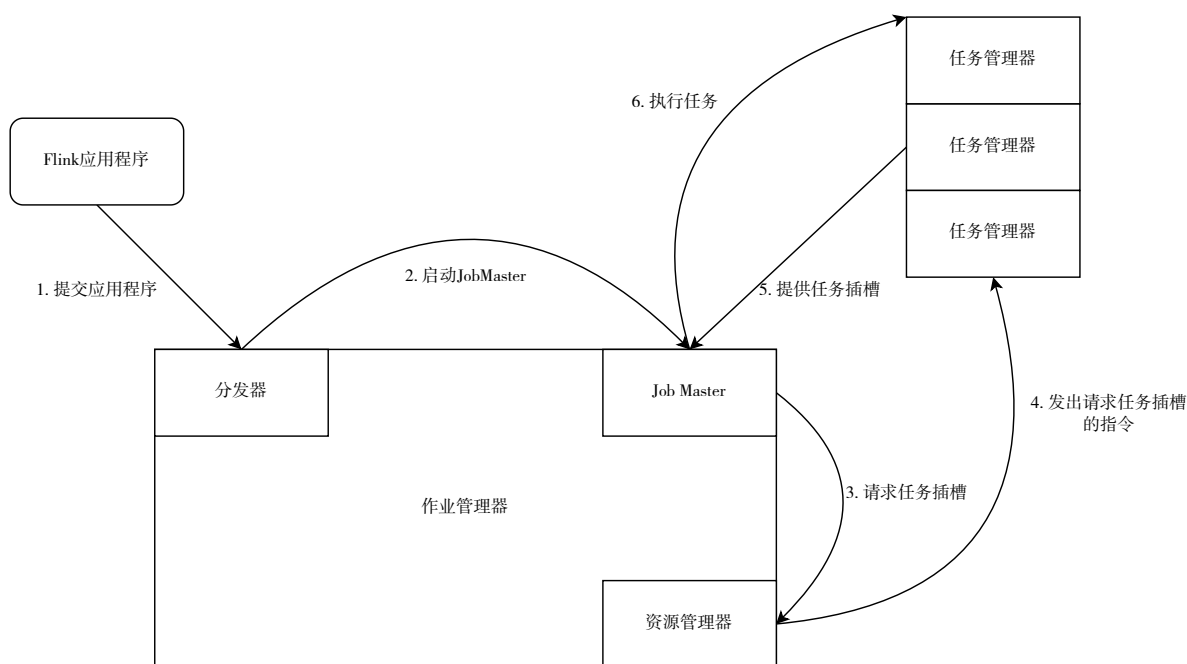 任务管理器
6. 执行任务
任务管理器
Flink应用程序
任务管理器
2. 启动JobMaster
1. 提交应用程序
5. 提供任务插槽
分发器
Job Master
4. 发出请求任务插槽
的指令
3. 请求任务插槽
作业管理器
资源管理器